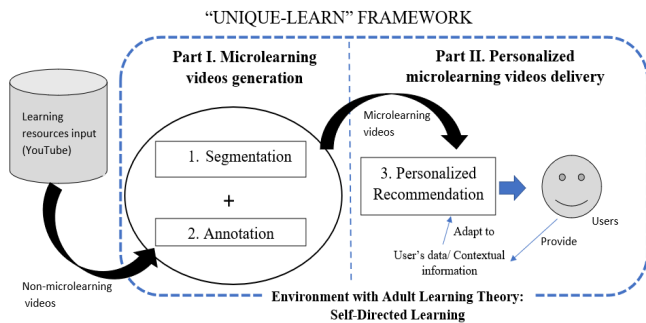 “UNIQUE-LEARN” FRAMEWORK
Part I. Microlearning
videos generation
Part II. Personalized
microlearning videos delivery
Learning
resources input
(YouTube)
Microlearning
videos
1. Segmentation
+
2. Annotation
3. Personalized
Recommendation
Users
Adapt to
Provide
User's data/ Contextual
information
Non-microlearning
videos
Environment with Adult Learning Theory:
Self-Directed Learning